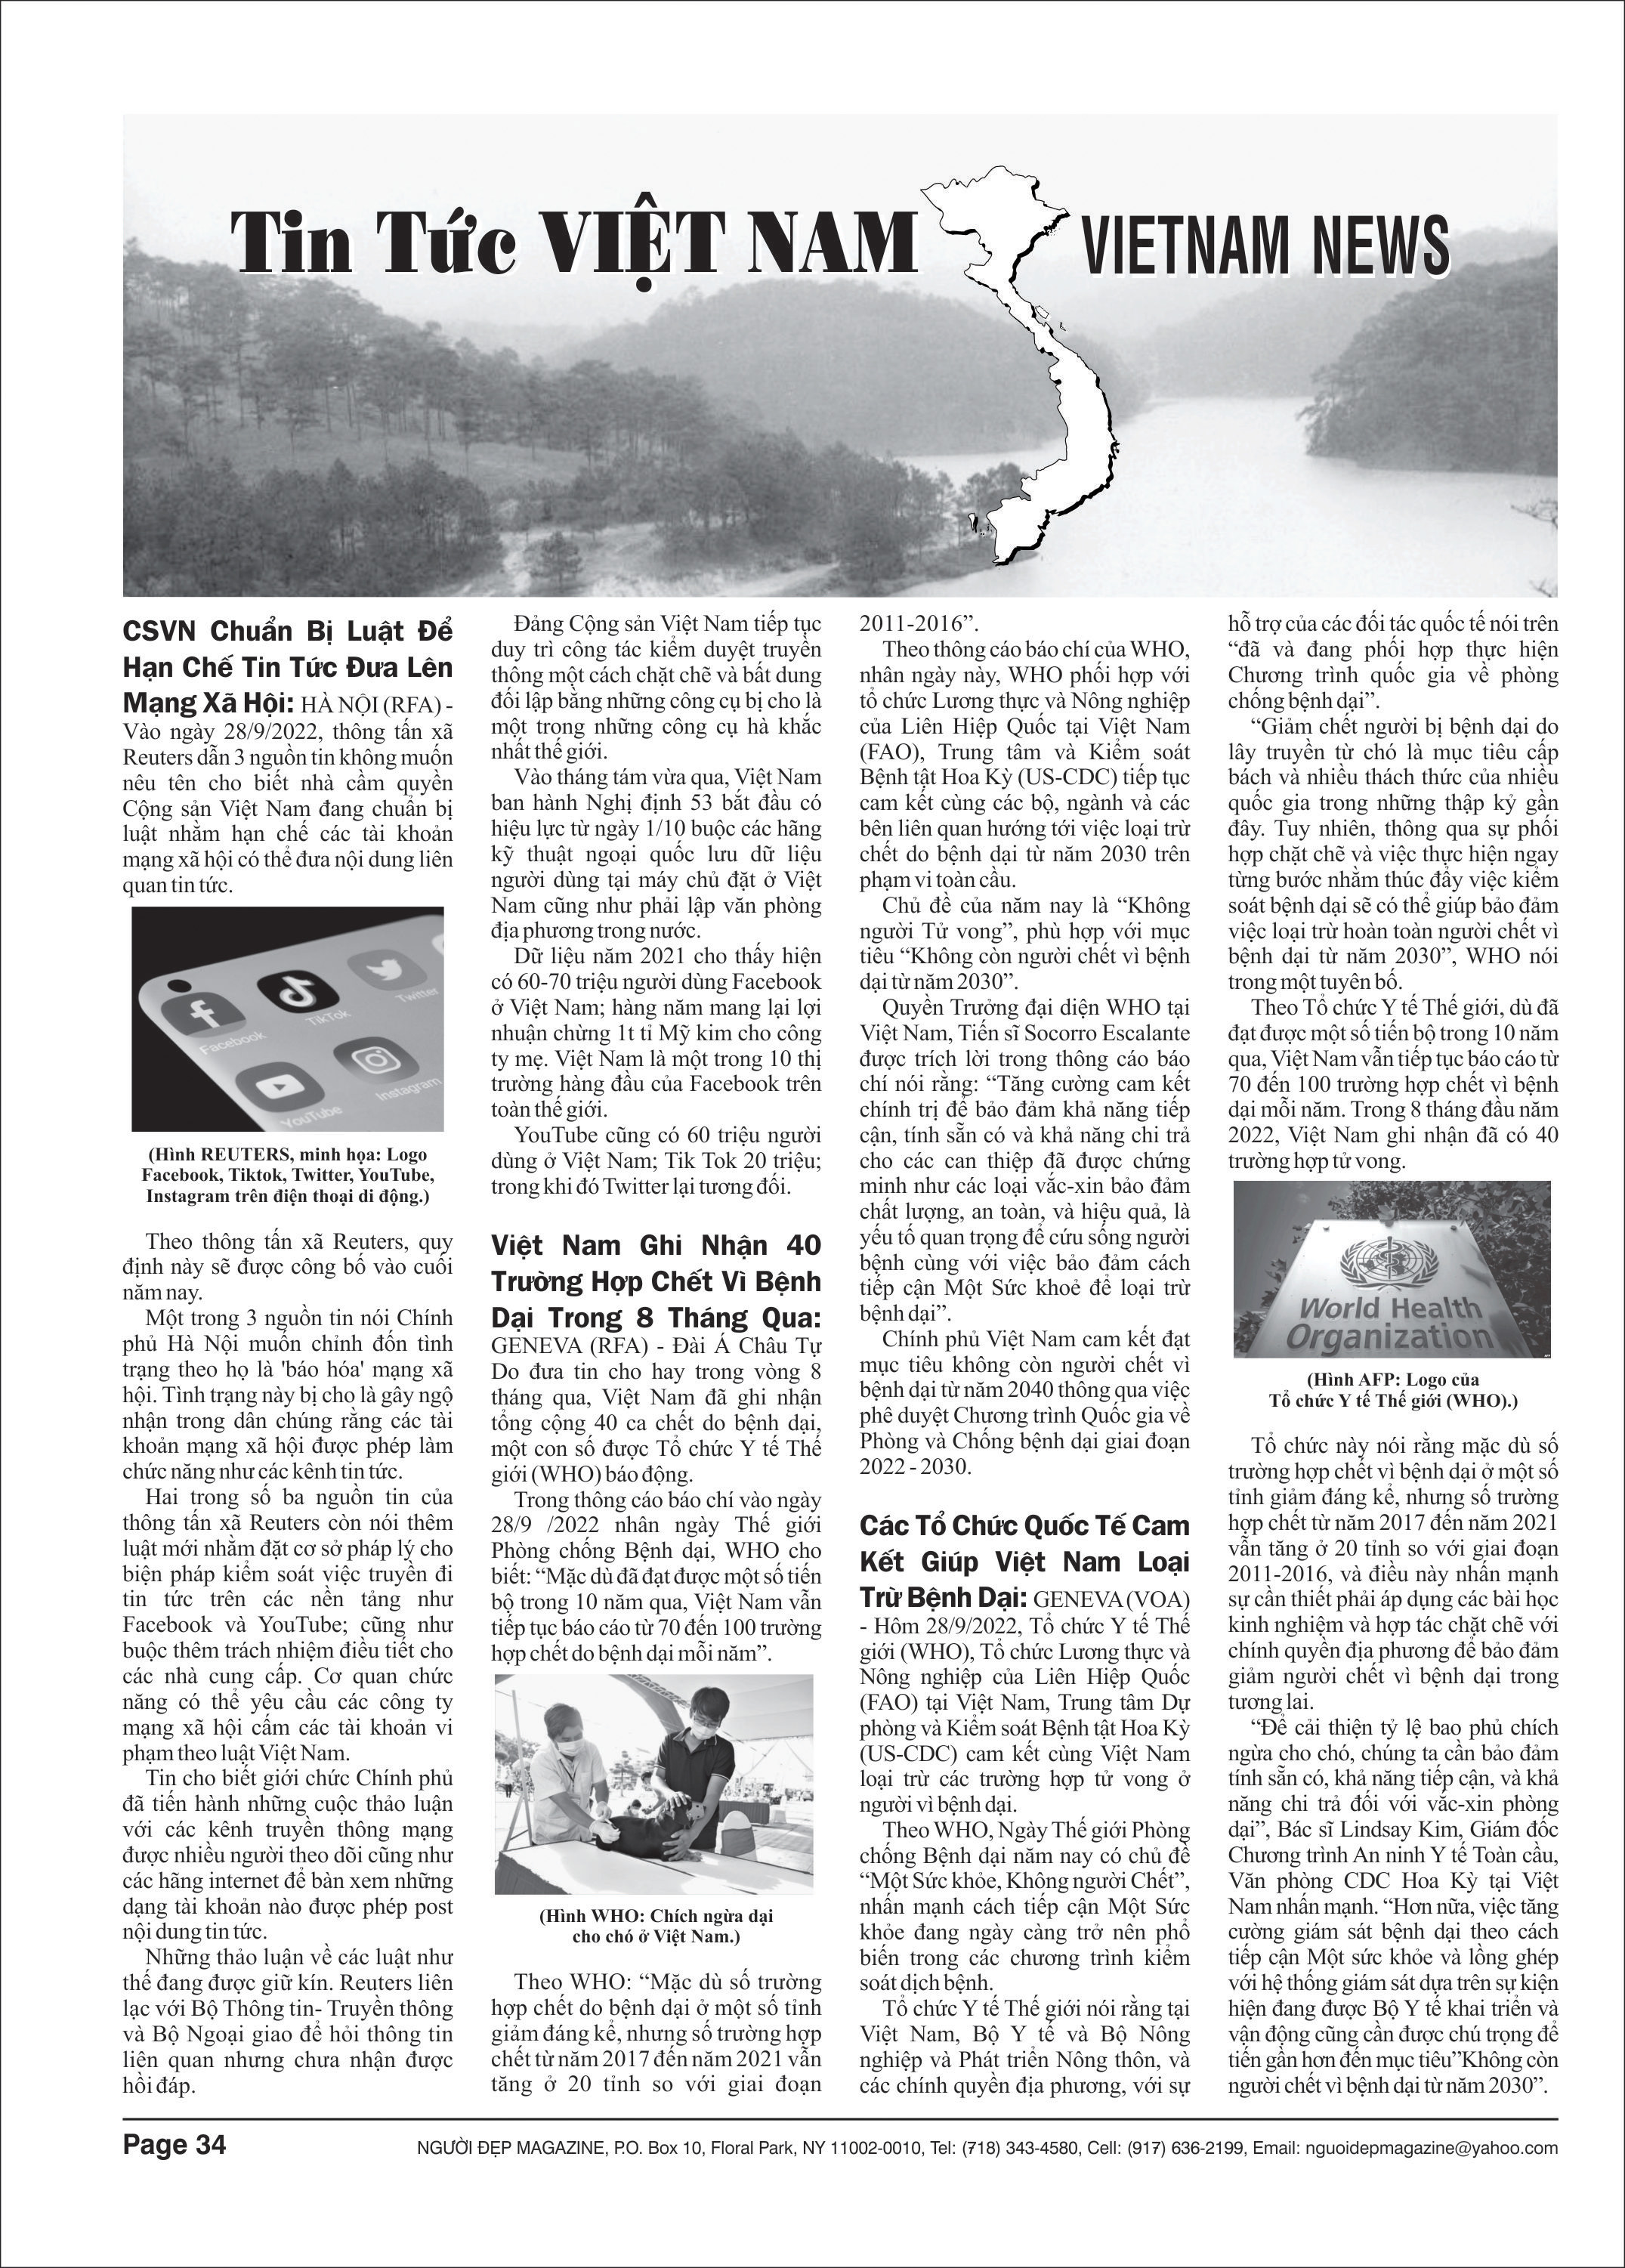 Tin Tức VIỆT NAM
VIETNAM NEWS
CSVN Chuẩn Bị Luật Để
Hạn Chế Tin Tức Đưa Lên
Mạng Xã Hội: HÀ NỘI (RFA) -
Vào ngày 28/9/2022, thông tấn xã
Reuters dẫn 3 nguồn tin không muốn
nêu tên cho biết nhà cầm quyền
Cộng sản Việt Nam đang chuẩn bị
luật nhằm hạn chế các tài khoản
mạng xã hội có thể đưa nội dung liên
quan tin tức.
Facebook
TikTok
Twitter
YouTube
Instagram
(Hình REUTERS, minh họa: Logo
Facebook, Tiktok, Twitter, YouTube,
Instagram trên điện thoại di động.)
Theo thông tấn xã Reuters, quy
định này sẽ được công bố vào cuối
năm nay.
Một trong 3 nguồn tin nói Chính
phủ Hà Nội muốn chỉnh đốn tình
trạng theo họ là 'báo hóa' mạng xã
hội. Tình trạng này bị cho là gây ngộ
nhận trong dân chúng rằng các tài
khoản mạng xã hội được phép làm
chức năng như các kênh tin tức.
Hai trong số ba nguồn tin của
thông tấn xã Reuters còn nói thêm
luật mới nhằm đặt cơ sở pháp lý cho
biện pháp kiểm soát việc truyền đi
tin tức trên các nền tảng như
Facebook và YouTube; cũng như
buộc thêm trách nhiệm điều tiết cho
các nhà cung cấp. Cơ quan chức
năng có thể yêu cầu các công ty
mạng xã hội cấm các tài khoản vi
phạm theo luật Việt Nam.
Tin cho biết giới chức Chính phủ
đã tiến hành những cuộc thảo luận
với các kênh truyền thông mạng
được nhiều người theo dõi cũng như
các hãng internet để bàn xem những
dạng tài khoản nào được phép post
nội dung tin tức.
Những thảo luận về các luật như
thế đang được giữ kín. Reuters liên
lạc với Bộ Thông tin- Truyền thông
và Bộ Ngoại giao để hỏi thông tin
liên quan nhưng chưa nhận được
hồi đáp.
Đảng Cộng sản Việt Nam tiếp tục
duy trì công tác kiểm duyệt truyền
thông một cách chặt chẽ và bất dung
đối lập bằng những công cụ bị cho là
một trong những công cụ hà khắc
nhất thế giới.
Vào tháng tám vừa qua, Việt Nam
ban hành Nghị định 53 bắt đầu có
hiệu lực từ ngày 1/10 buộc các hãng
kỹ thuật ngoại quốc lưu dữ liệu
người dùng tại máy chủ đặt ở Việt
Nam cũng như phải lập văn phòng
địa phương trong nước.
Dữ liệu năm 2021 cho thấy hiện
có 60-70 triệu người dùng Facebook
ở Việt Nam; hàng năm mang lại lợi
nhuận chừng 1t tỉ Mỹ kim cho công
ty mẹ. Việt Nam là một trong 10 thị
trường hàng đầu của Facebook trên
toàn thế giới.
YouTube cũng có 60 triệu người
dùng ở Việt Nam; Tik Tok 20 triệu;
trong khi đó Twitter lại tương đối.
Việt Nam Ghi Nhận 40
Trường Hợp Chết Vì Bệnh
Dại Trong 8 Tháng Qua:
GENEVA (RFA) - Đài Á Châu Tự
Do đưa tin cho hay trong vòng 8
tháng qua, Việt Nam đã ghi nhận
tổng cộng 40 ca chết do bệnh dại,
một con số được Tổ chức Y tế Thế
giới (WHO) báo động.
Trong thông cáo báo chí vào ngày
28/9 /2022 nhân ngày Thế giới
Phòng chống Bệnh dại, WHO cho
biết: “Mặc dù đã đạt được một số tiến
bộ trong 10 năm qua, Việt Nam vẫn
tiếp tục báo cáo từ 70 đến 100 trường
hợp chết do bệnh dại mỗi năm”.
(Hình WHO: Chích ngừa dại
cho chó ở Việt Nam.)
Theo WHO: “Mặc dù số trường
hợp chết do bệnh dại ở một số tỉnh
giảm đáng kể, nhưng số trường hợp
chết từ năm 2017 đến năm 2021 vẫn
tăng ở 20 tỉnh so với giai đoạn
2011-2016”.
Theo thông cáo báo chí của WHO,
nhân ngày này, WHO phối hợp với
tổ chức Lương thực và Nông nghiệp
của Liên Hiệp Quốc tại Việt Nam
(FAO), Trung tâm và Kiểm soát
Bệnh tật Hoa Kỳ (US-CDC) tiếp tục
cam kết cùng các bộ, ngành và các
bên liên quan hướng tới việc loại trừ
chết do bệnh dại từ năm 2030 trên
phạm vi toàn cầu.
Chủ đề của năm nay là “Không
người Tử vong”, phù hợp với mục
tiêu “Không còn người chết vì bệnh
dại từ năm 2030”.
Quyền Trưởng đại diện WHO tại
Việt Nam, Tiến sĩ Socorro Escalante
được trích lời trong thông cáo báo
chí nói rằng: “Tăng cường cam kết
chính trị để bảo đảm khả năng tiếp
cận, tính sẵn có và khả năng chi trả
cho các can thiệp đã được chứng
minh như các loại vắc-xin bảo đảm
chất lượng, an toàn, và hiệu quả, là
yếu tố quan trọng để cứu sống người
bệnh cùng với việc bảo đảm cách
tiếp cận Một Sức khoẻ để loại trừ
bệnh dại”.
Chính phủ Việt Nam cam kết đạt
mục tiêu không còn người chết vì
bệnh dại từ năm 2040 thông qua việc
phê duyệt Chương trình Quốc gia về
Phòng và Chống bệnh dại giai đoạn
2022 - 2030.
Các Tổ Chức Quốc Tế Cam
Kết Giúp Việt Nam Loại
Trừ Bệnh Dại: GENEVA (VOA)
- Hôm 28/9/2022, Tổ chức Y tế Thế
giới (WHO), Tổ chức Lương thực và
Nông nghiệp của Liên Hiệp Quốc
(FAO) tại Việt Nam, Trung tâm Dự
phòng và Kiểm soát Bệnh tật Hoa Kỳ
(US-CDC) cam kết cùng Việt Nam
loại trừ các trường hợp tử vong ở
người vì bệnh dại.
Theo WHO, Ngày Thế giới Phòng
chống Bệnh dại năm nay có chủ đề
“Một Sức khỏe, Không người Chết”,
nhấn mạnh cách tiếp cận Một Sức
khỏe đang ngày càng trở nên phổ
biến trong các chương trình kiểm
soát dịch bệnh.
Tổ chức Y tế Thế giới nói rằng tại
Việt Nam, Bộ Y tế và Bộ Nông
nghiệp và Phát triển Nông thôn, và
các chính quyền địa phương, với sự
hỗ trợ của các đối tác quốc tế nói trên
“đã và đang phối hợp thực hiện
Chương trình quốc gia về phòng
chống bệnh dại”.
“Giảm chết người bị bệnh dại do
lây truyền từ chó là mục tiêu cấp
bách và nhiều thách thức của nhiều
quốc gia trong những thập kỷ gần
đây. Tuy nhiên, thông qua sự phối
hợp chặt chẽ và việc thực hiện ngay
từng bước nhằm thúc đẩy việc kiểm
soát bệnh dại sẽ có thể giúp bảo đảm
việc loại trừ hoàn toàn người chết vì
bệnh dại từ năm 2030”, WHO nói
trong một tuyên bố.
Theo Tổ chức Y tế Thế giới, dù đã
đạt được một số tiến bộ trong 10 năm
qua, Việt Nam vẫn tiếp tục báo cáo từ
70 đến 100 trường hợp chết vì bệnh
dại mỗi năm. Trong 8 tháng đầu năm
2022, Việt Nam ghi nhận đã có 40
trường hợp tử vong.
World Health
Organization
(Hình AFP: Logo của
Tổ chức Y tế Thế giới (WHO).)
Tổ chức này nói rằng mặc dù số
trường hợp chết vì bệnh dại ở một số
tỉnh giảm đáng kể, nhưng số trường
hợp chết từ năm 2017 đến năm 2021
vẫn tăng ở 20 tỉnh so với giai đoạn
2011-2016, và điều này nhấn mạnh
sự cần thiết phải áp dụng các bài học
kinh nghiệm và hợp tác chặt chẽ với
chính quyền địa phương để bảo đảm
giảm người chết vì bệnh dại trong
tương lai.
“Để cải thiện tỷ lệ bao phủ chích
ngừa cho chó, chúng ta cần bảo đảm
tính sẵn có, khả năng tiếp cận, và khả
năng chi trả đối với vắc-xin phòng
dại”, Bác sĩ Lindsay Kim, Giám đốc
Chương trình An ninh Y tế Toàn cầu,
Văn phòng CDC Hoa Kỳ tại Việt
Nam nhấn mạnh. “Hơn nữa, việc tăng
cường giám sát bệnh dại theo cách
tiếp cận Một sức khỏe và lồng ghép
với hệ thống giám sát dựa trên sự kiện
hiện đang được Bộ Y tế khai triển và
vận động cũng cần được chú trọng để
tiến gần hơn đến mục tiêu”Không còn
người chết vì bệnh dại từ năm 2030”.
Page 34
NGƯỜI ĐẸP MAGAZINE, P.O. Box 10, Floral Park, NY 11002-0010, Tel: (718) 343-4580, Cell: (917) 636-2199, Email: nguoidepmagazine@yahoo.com